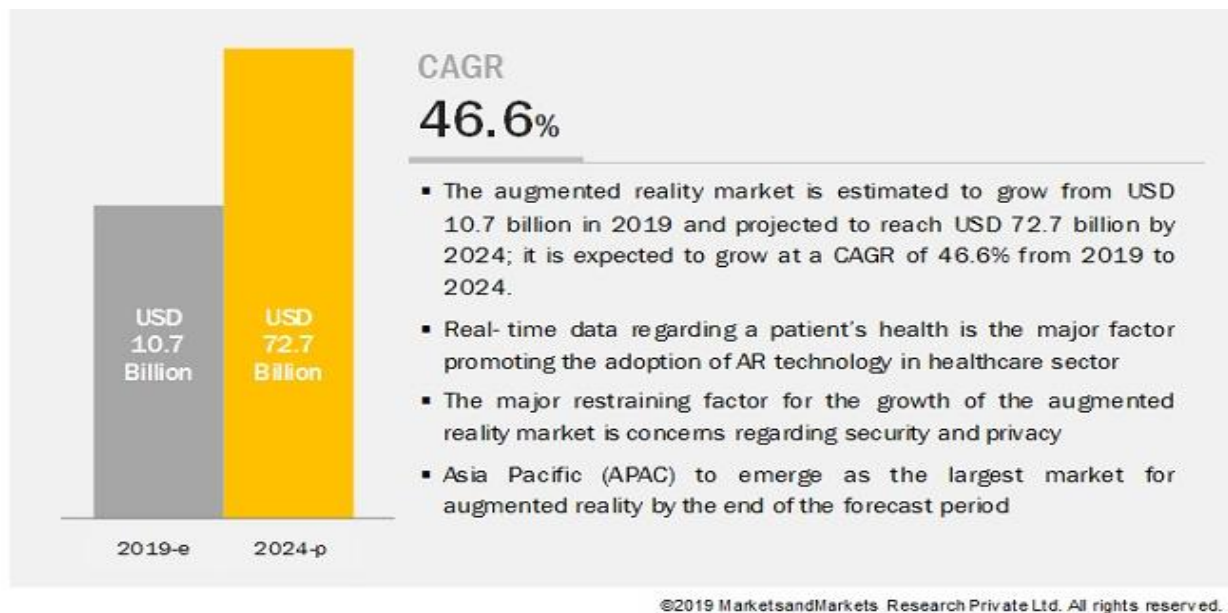 USD
10.7
Billion
2019-e
USD
72.7
Billion
2024-p
CAGR
46.6%
▪ The augmented reality market is estimated to grow from USD
10.7 billion in 2019 and projected to reach USD 72.7 billion by
2024; it is expected to grow at a CAGR of 46.6% from 2019 to
2024.
▪ Real- time data regarding a patient's health is the major factor
promoting the adoption of AR technology in healthcare sector
▪ The major restraining factor for the growth of the augmented
reality market is concerns regarding security and privacy
▪ Asia Pacific (APAC) to emerge as the largest market for
augmented reality by the end of the forecast period
©2019 MarketsandMarkets Research Private Ltd. All rights reserved.